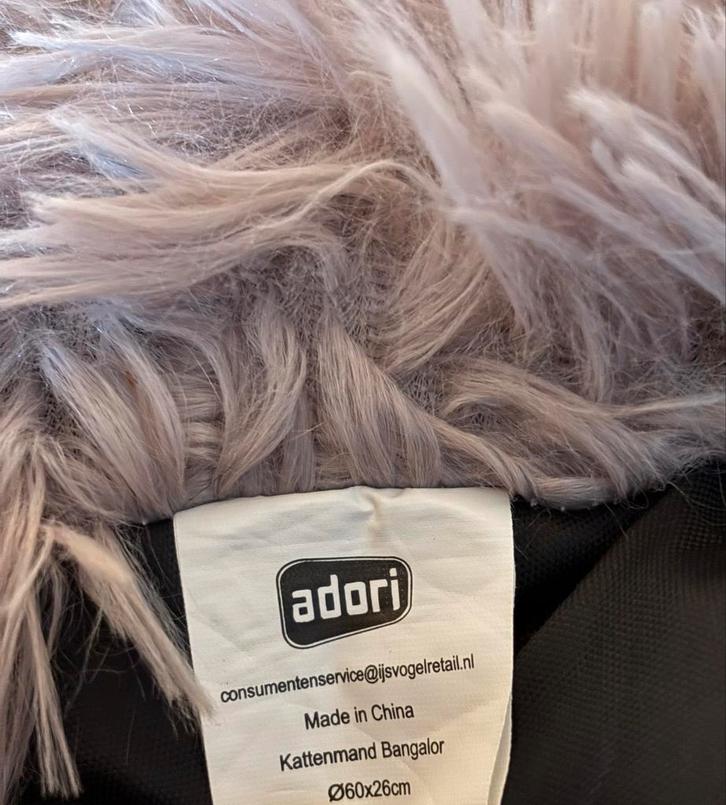 adori
consumentenservice@ijsvogelretail.nl
Made in China
Kattenmand Bangalor
Ø60x26cm